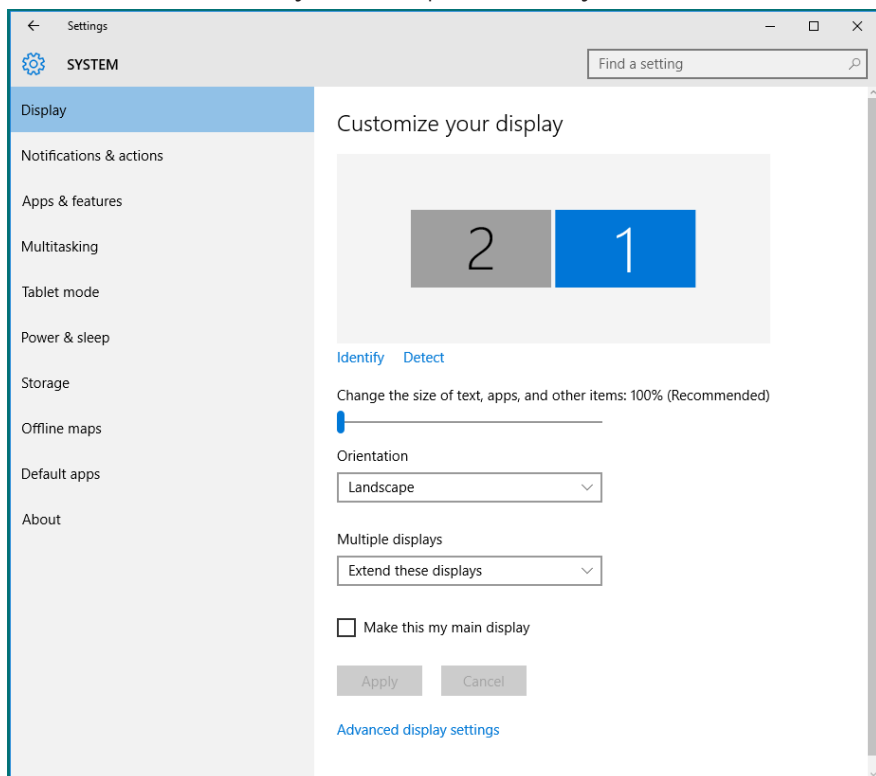 Settings
SYSTEM
Find a setting
Display
Notifications & actions
Apps & features
Multitasking
Tablet mode
Power & sleep
Storage
Offline maps
Default apps
About
Customize your display
2 1
Identify Detect
Change the size of text, apps, and other items: 100% (Recommended)
Orientation
Landscape
Multiple displays
Extend these displays
Make this my main display
Apply Cancel
Advanced display settings